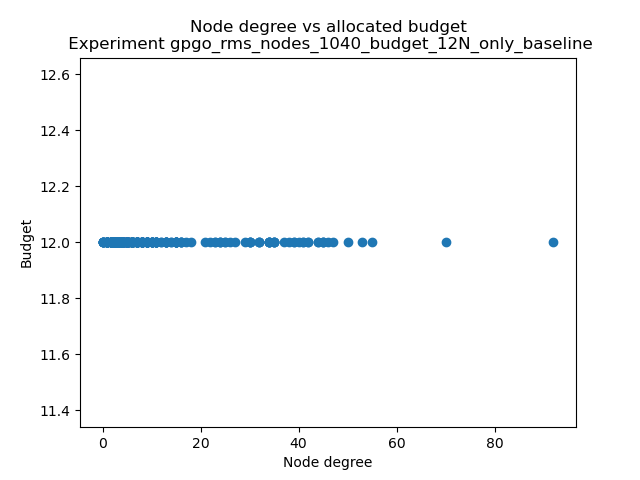 Node degree vs allocated budget
Experiment gpgo_rms_nodes_1040_budget_12N_only_baseline
12.6
12.4
12.2
12.0
11.8
11.6
11.4
Budget
0 20 40 60 80
Node degree